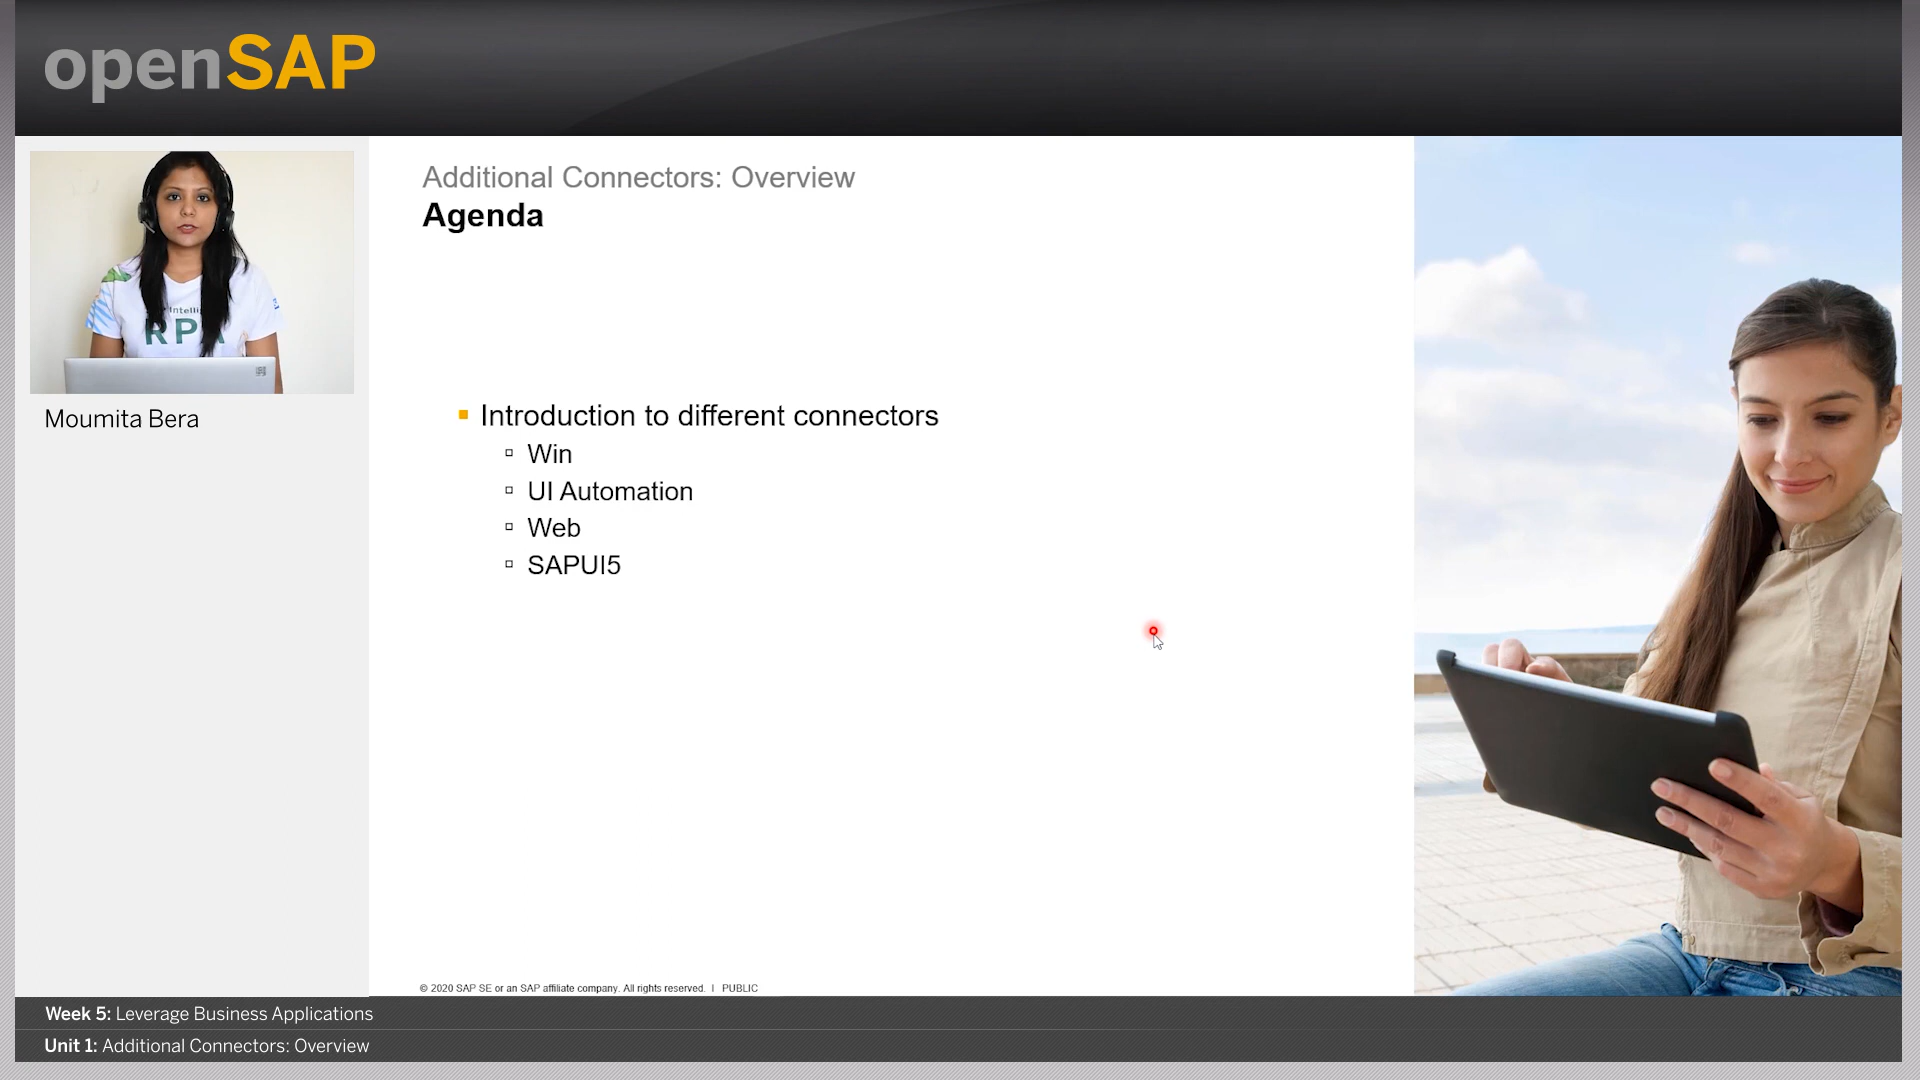 openSAP
Additional Connectors: Overview
Agenda
Intelli
RPA
Moumita Bera
Introduction to different connectors
Win
UI Automation
Web
SAPUI5
© 2020 SAP SE or an SAP affiliate company. All rights reserved. I PUBLIC
Week 5: Leverage Business Applications
Unit 1: Additional Connectors: Overview